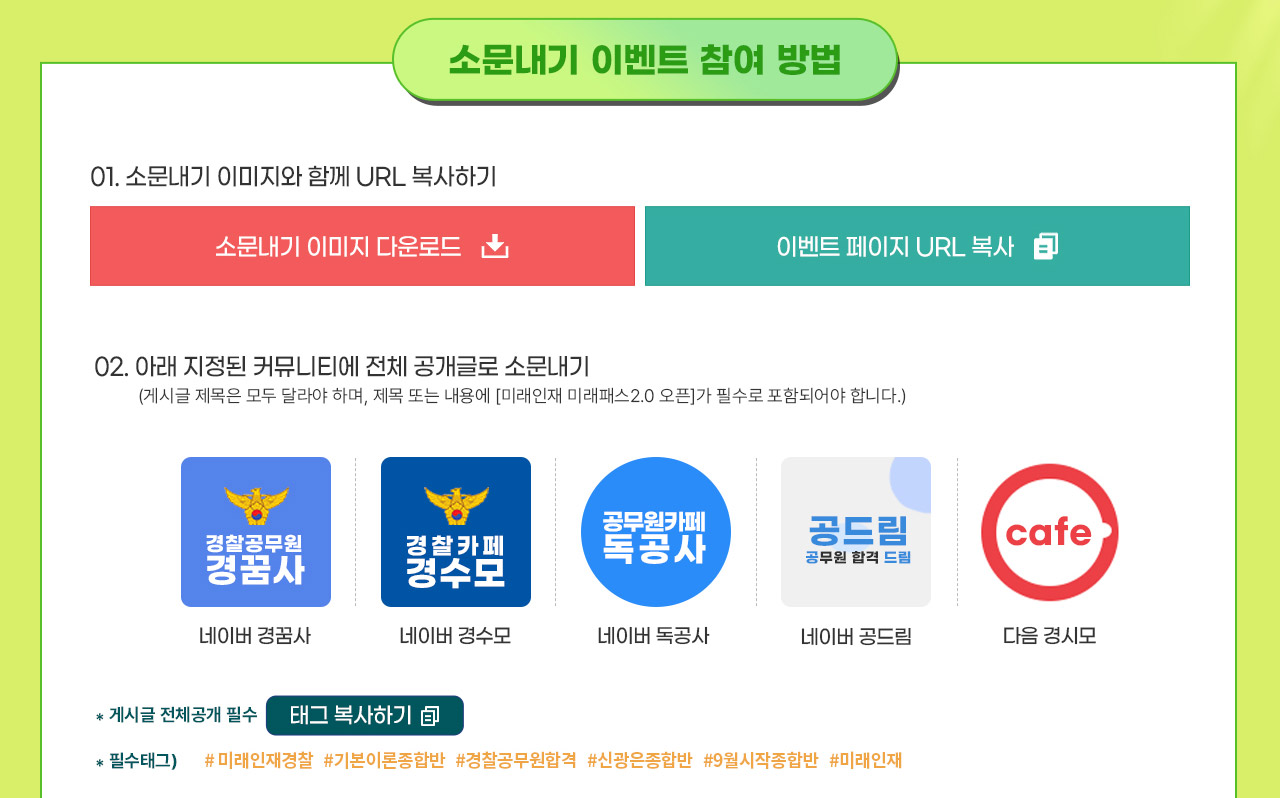 소문내기 이벤트 참여 방법
01. 소문내기 이미지와 함께 URL 복사하기
소문내기 이미지 다운로드
이벤트 페이지 URL 복사
02. 아래 지정된 커뮤니티에 전체 공개글로 소문내기
(게시글 제목은 모두 달라야 하며, 제목 또는 내용에 [미래인재 미래패스2.0 오픈]가 필수로 포함되어야 합니다.)
경찰공무원
경꿈사
경찰카페
경수모
공무원카페
독공사
공드림
공무원 합격 드림
cafe
네이버 경꿈사
네이버 경수모
네이버 독공사
네이버 공드림
다음 경시모
* 게시글 전체공개 필수
태그 복사하기
* 필수태그) # 미래인재경찰 #기본이론종합반 #경찰공무원합격 #신광은종합반 #9월시작종합반 #미래인재